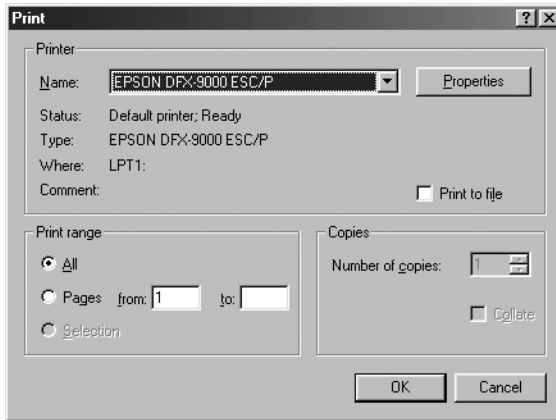 Print
Printer
Name: EPSON DFX-9000 ESC/P Properties
Status: Default printer; Ready
Type: EPSON DFX-9000 ESC/P
Where: LPT1:
Comment: Print to file
Print range
All
Pages from: 1 to:
Selection
Copies
Number of copies: 1
Collate
OK Cancel